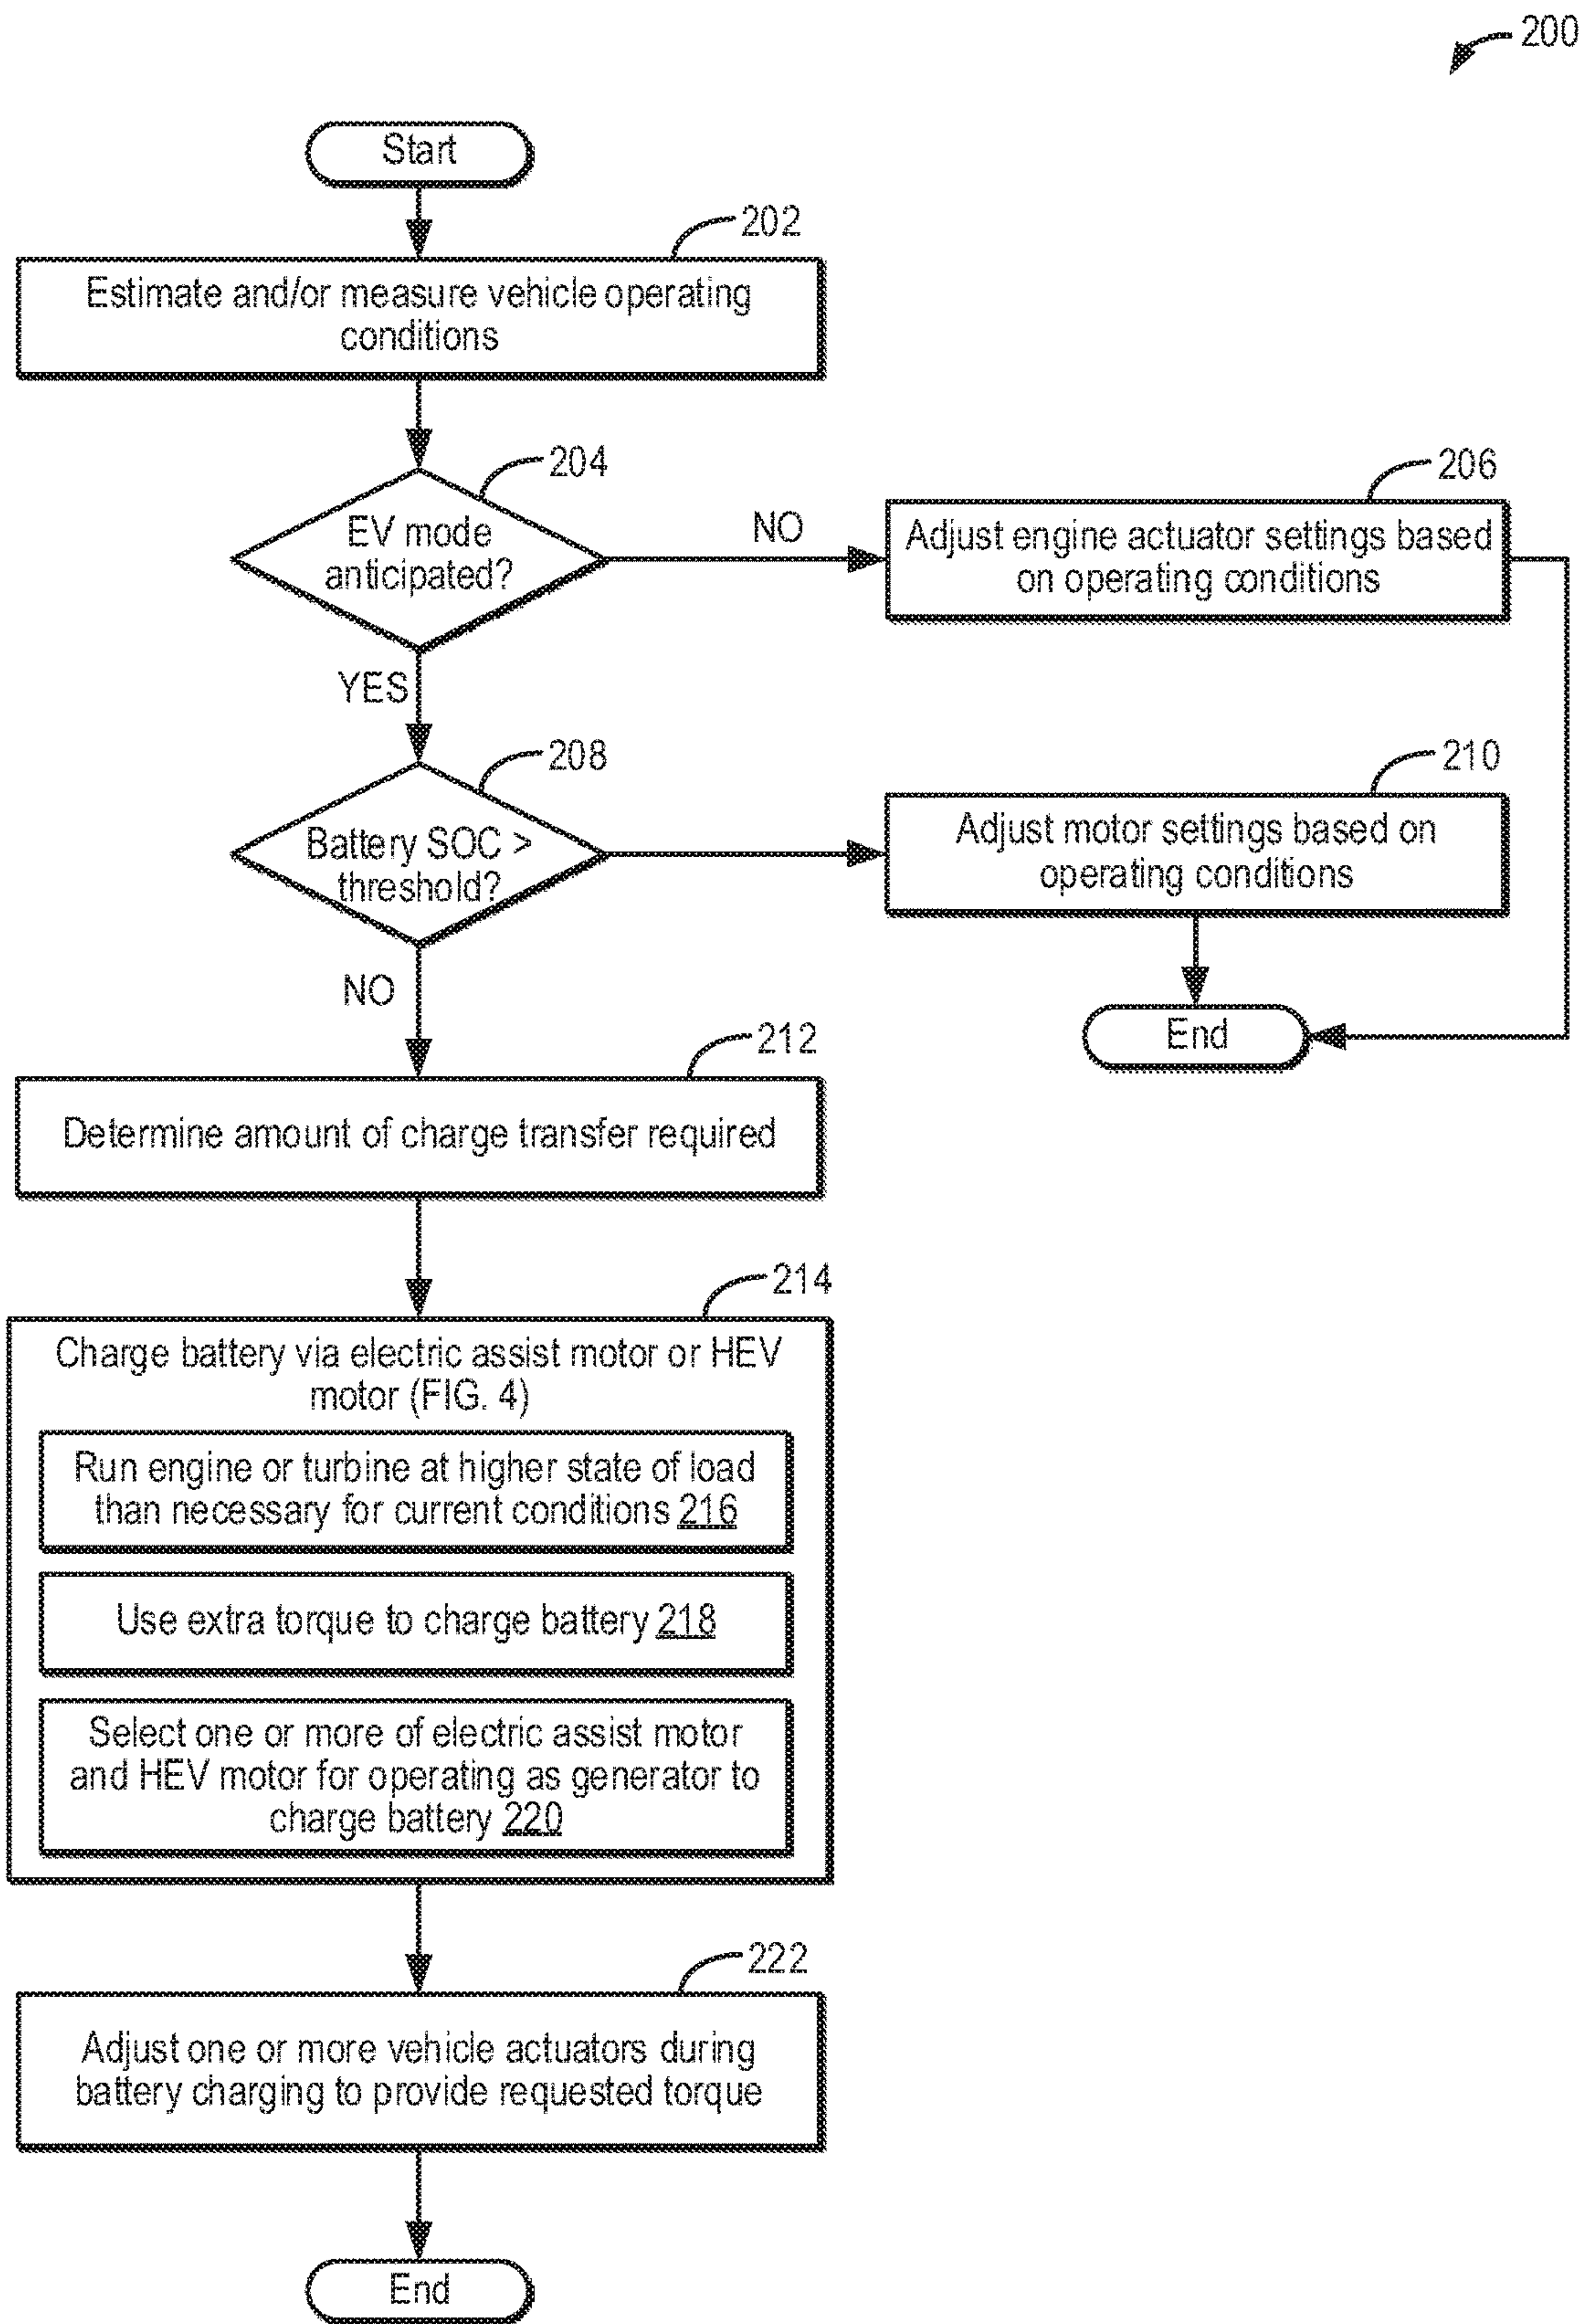 200
Start
202
Estimate and/or measure vehicle operating
conditions
204
EV mode
anticipated?
NO
206
Adjust engine actuator settings based
on operating conditions
YES
208
Battery SOC >
threshold?
210
Adjust motor settings based on
operating conditions
End
NO
212
Determine amount of charge transfer required
214
Charge battery via electric assist motor or HEV
motor (FIG. 4)
Run engine or turbine at higher state of load
than necessary for current conditions 216
Use extra torque to charge battery 218
Select one or more of electric assist motor
and HEV motor for operating as generator to
charge battery 220
222
Adjust one or more vehicle actuators during
battery charging to provide requested torque
End